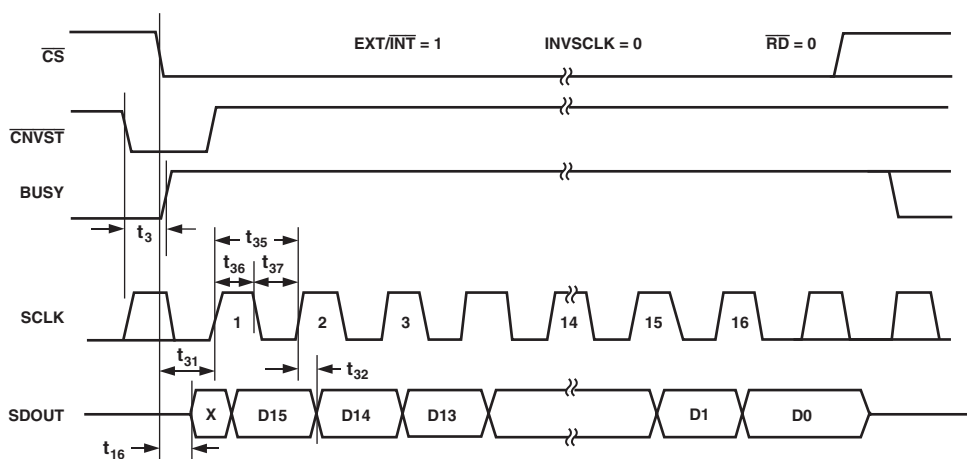 CS EXT/INT = 1 INVSCLK = 0 RD = 0
CNVST
BUSY
t3 t35
t36 t37
SCLK 1 2 3 14 15 16
t31 t32
SDOUT X D15 D14 D13 D1 D0
t16